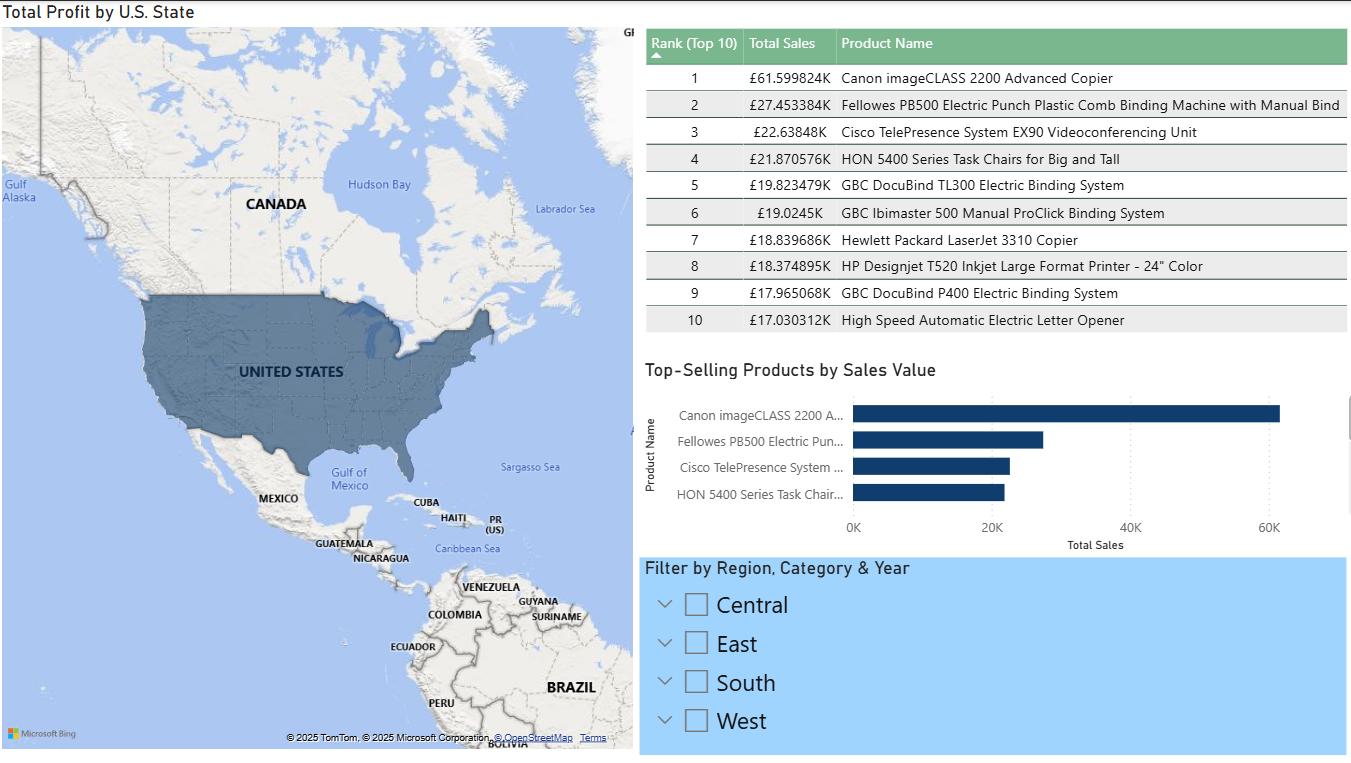 Total Profit by U.S. State
Gulf
Alaska
CANADA
Hudson Bay
Labrador Sea
UNITED STATES
Gulf of
Mexico
Sargasso Sea
MEXICO
CUBA
HAITI
PR
(US)
GUATEMALA
NICARAGUA
Caribbean Sea
VENEZUELA
GUYANA
COLOMBIA
SURINAME
ECUADOR
BRAZIL
PERU
BOLIVIA
Microsoft Bing
© 2025 TomTom, © 2025 Microsoft Corporation, © OpenStreetMap Terms
Rank (Top 10) Total Sales Product Name
1 £61.599824K Canon imageCLASS 2200 Advanced Copier
2 £27.453384K Fellowes PB500 Electric Punch Plastic Comb Binding Machine with Manual Bind
3 £22.63848K Cisco TelePresence System EX90 Videoconferencing Unit
4 £21.870576K HON 5400 Series Task Chairs for Big and Tall
5 £19.823479K GBC DocuBind TL300 Electric Binding System
6 £19.0245K GBC Ibimaster 500 Manual ProClick Binding System
7 £18.839686K Hewlett Packard LaserJet 3310 Copier
8 £18.374895K HP Designjet T520 Inkjet Large Format Printer - 24" Color
9 £17.965068K GBC DocuBind P400 Electric Binding System
10 £17.030312K High Speed Automatic Electric Letter Opener
Top-Selling Products by Sales Value
Product Name
Canon imageCLASS 2200 A...
Fellowes PB500 Electric Pun...
Cisco TelePresence System ...
HON 5400 Series Task Chair...
0K 20K 40K 60K
Total Sales
Filter by Region, Category & Year
Central
East
South
West